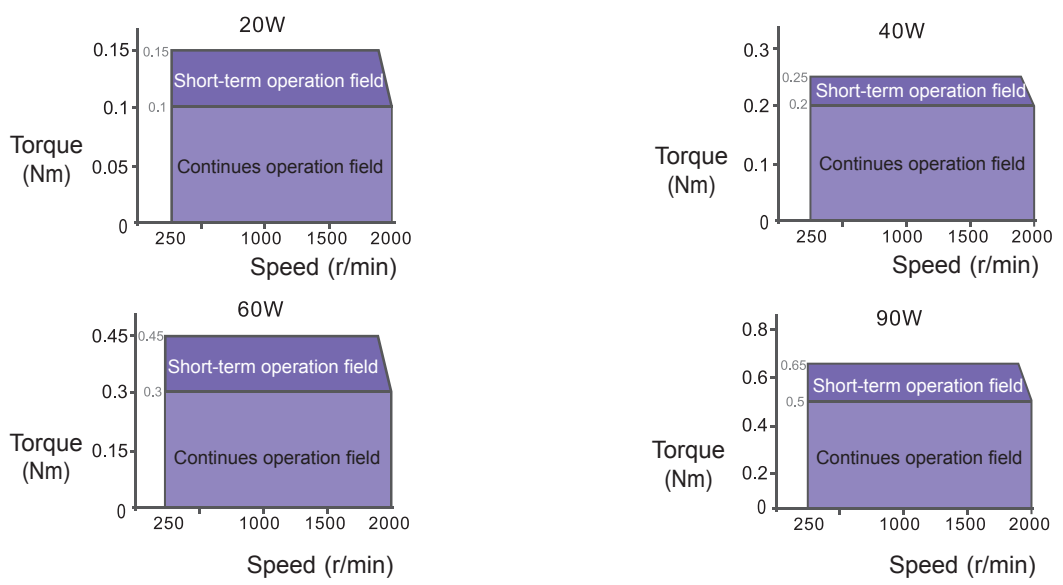 20W
0.15
0.15
Short-term operation field
0.1
0.1
Torque
(Nm)
0.05
Continues operation field
0
250
1000
1500
2000
Speed (r/min)
40W
0.3
0.25
Short-term operation field
0.2
0.2
Torque
(Nm)
0.1
Continues operation field
0
250
1000
1500
2000
Speed (r/min)
60W
0.45
0.45
Short-term operation field
0.3
0.3
Torque
(Nm)
0.15
Continues operation field
0
250
1000
1500
2000
Speed (r/min)
90W
0.8
0.65
0.6
Short-term operation field
0.5
0.4
Torque
(Nm)
Continues operation field
0.2
0
250
1000
1500
2000
Speed (r/min)